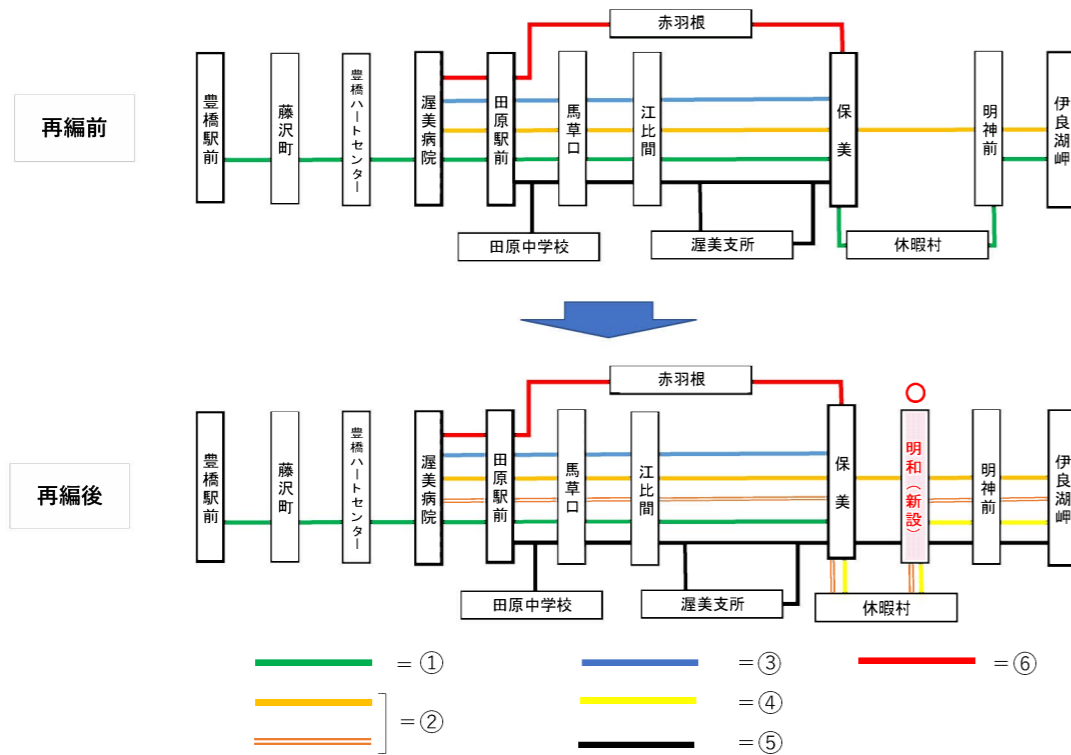 赤羽根
再編前
豊橋駅前
藤沢町
豊橋ハートセンター
渥美病院
田原駅前
馬草口
江比間
保美
明神前
伊良湖岬
田原中学校
渥美支所
休暇村
赤羽根
再編後
豊橋駅前
藤沢町
豊橋ハートセンター
渥美病院
田原駅前
馬草口
江比間
保美
明和(新設)
明神前
伊良湖岬
田原中学校
渥美支所
休暇村
=①
=③
=⑥
=②
=④
=⑤